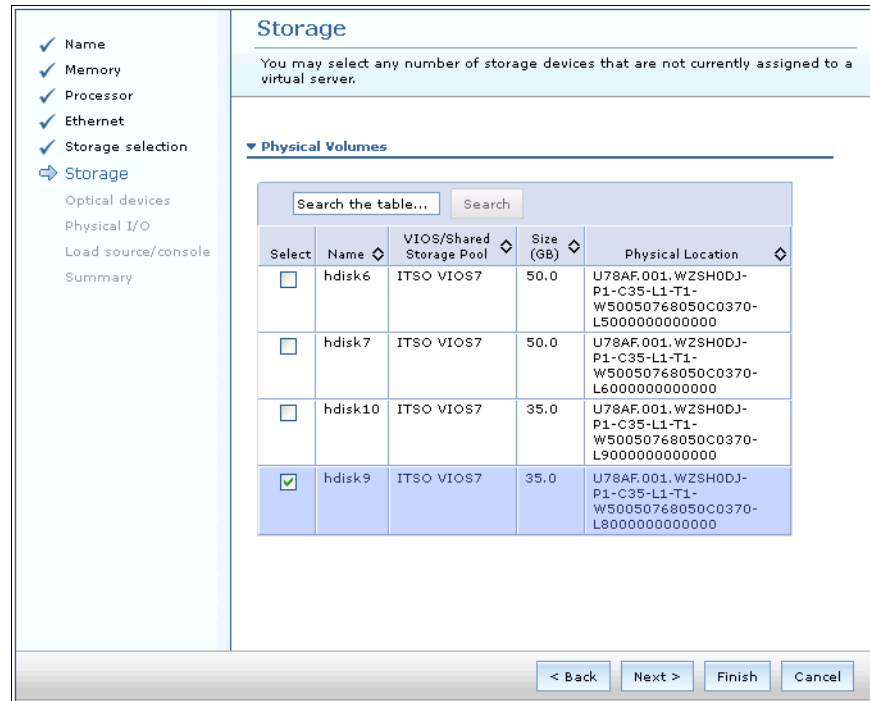 Name
Memory
Processor
Ethernet
Storage selection
Storage
Optical devices
Physical I/O
Load source/console
Summary
Storage
You may select any number of storage devices that are not currently assigned to a
virtual server.
Physical Volumes
Search the table... Search
Select Name VIOS/Shared Storage Pool Size (GB) Physical Location
hdisk6 ITSO VIOS7 50.0 U78AF.001.WZSH0DJ-
P1-C35-L1-T1-
W50050768050C0370-
L5000000000000
hdisk7 ITSO VIOS7 50.0 U78AF.001.WZSH0DJ-
P1-C35-L1-T1-
W50050768050C0370-
L6000000000000
hdisk10 ITSO VIOS7 35.0 U78AF.001.WZSH0DJ-
P1-C35-L1-T1-
W50050768050C0370-
L9000000000000
hdisk9 ITSO VIOS7 35.0 U78AF.001.WZSH0DJ-
P1-C35-L1-T1-
W50050768050C0370-
L8000000000000
< Back Next > Finish Cancel